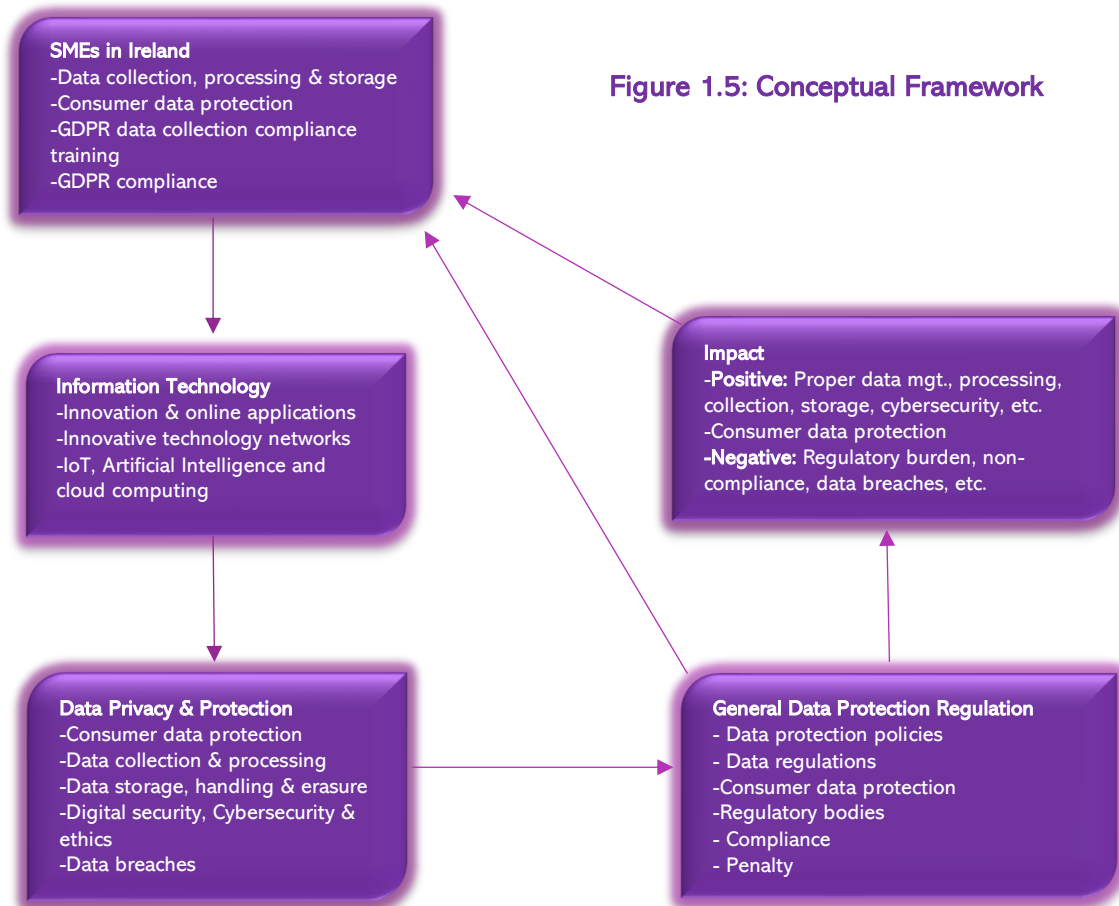 Figure 1.5: Conceptual Framework
SMEs in Ireland
-Data collection, processing & storage
-Consumer data protection
-GDPR data collection compliance
training
-GDPR compliance
Impact
-Positive: Proper data mgt., processing,
collection, storage, cybersecurity, etc.
-Consumer data protection
-Negative: Regulatory burden, non-
compliance, data breaches, etc.
Information Technology
-Innovation & online applications
-Innovative technology networks
-IoT, Artificial Intelligence and
cloud computing
Data Privacy & Protection
-Consumer data protection
-Data collection & processing
-Data storage, handling & erasure
-Digital security, Cybersecurity &
ethics
-Data breaches
General Data Protection Regulation
- Data protection policies
- Data regulations
-Consumer data protection
-Regulatory bodies
- Compliance
- Penalty